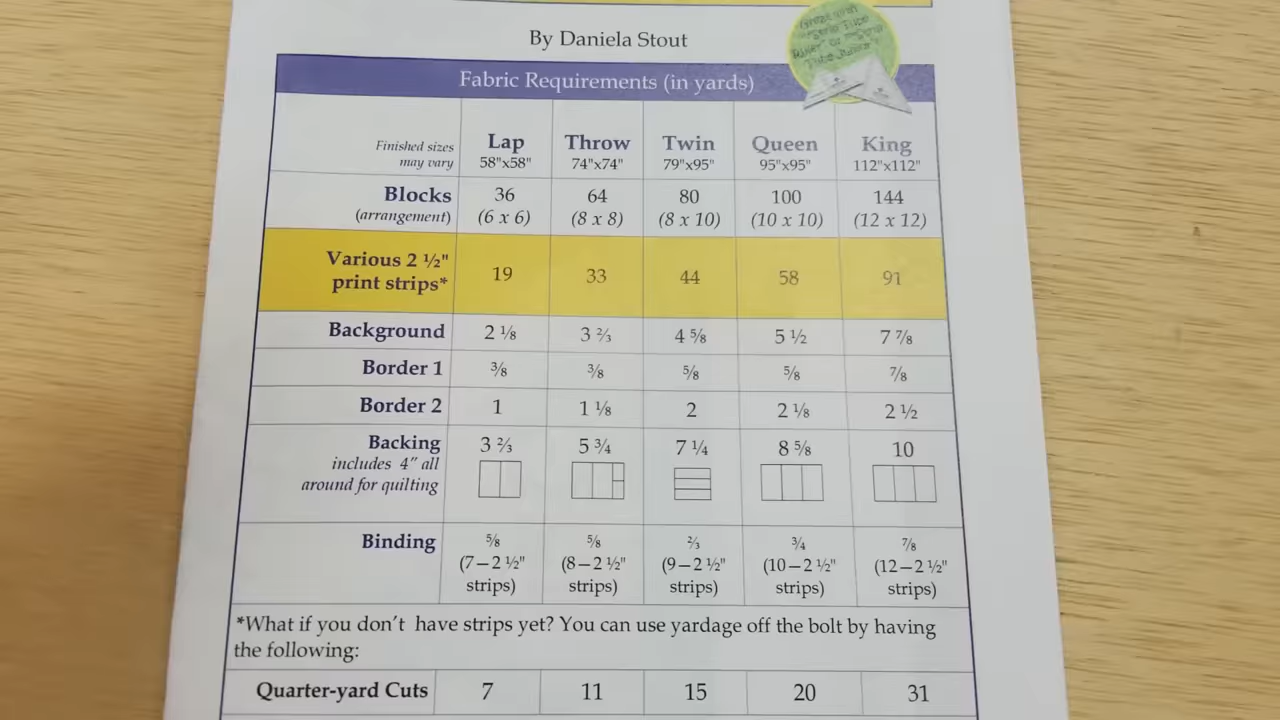 By Daniela Stout
Great with
"Strip Tube
Ruler" or "Strip
Tube Junior"
Fabric Requirements (in yards)
Finished sizes may vary Lap 58"x58" Throw 74"x74" Twin 79"x95" Queen 95"x95" King 112"x112"
Blocks (arrangement) 36 (6 x 6) 64 (8 x 8) 80 (8 x 10) 100 (10 x 10) 144 (12 x 12)
Various 2 ½" print strips* 19 33 44 58 91
Background 2 ⅛ 3 ⅔ 4 ⅝ 5 ½ 7 ⅞
Border 1 ⅜ ⅜ ⅝ ⅝ ⅞
Border 2 1 1 ⅛ 2 2 ⅛ 2 ½
Backing 3 ⅔ 5 ¾ 7 ¼ 8 ⅝ 10
includes 4" all
around for quilting
Binding ⅝ ⅝ ⅔ ¾ ⅞
(7–2 ½" (8–2 ½" (9–2 ½" (10–2 ½" (12–2 ½"
strips) strips) strips) strips) strips)
*What if you don't have strips yet? You can use yardage off the bolt by having
the following:
Quarter-yard Cuts 7 11 15 20 31